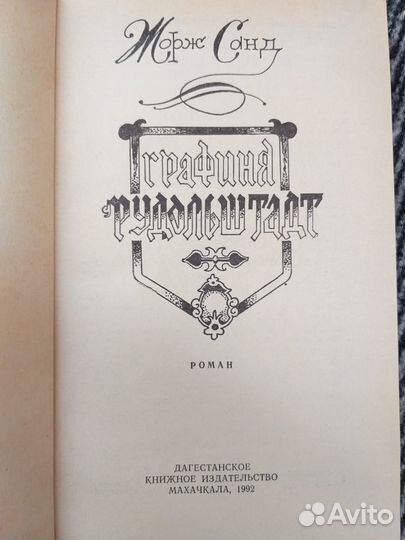 Жорж Санд
графиня
рудольштадт
РОМАН
ДАГЕСТАНСКОЕ
КНИЖНОЕ ИЗДАТЕЛЬСТВО
МАХАЧКАЛА, 1992
Avito